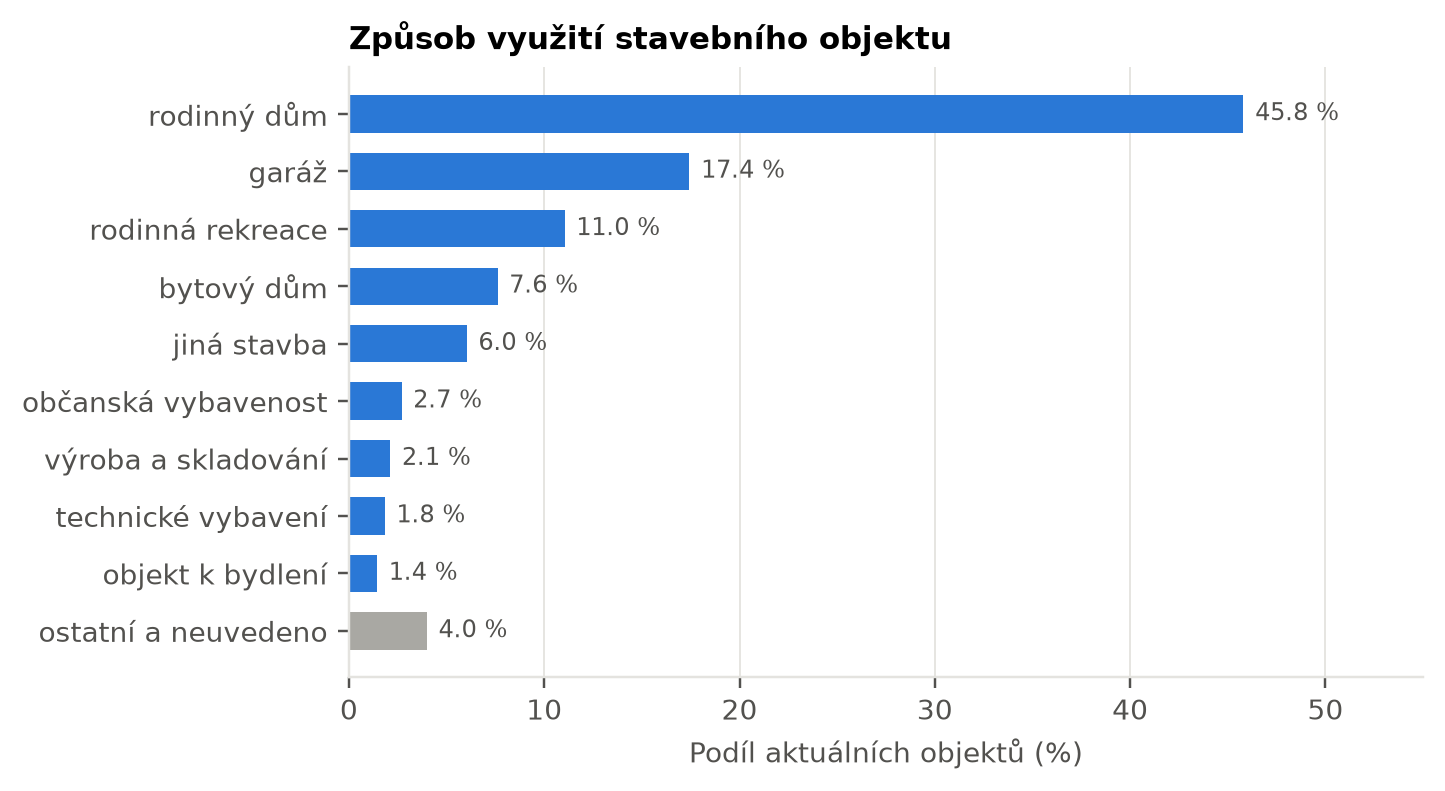 Způsob využití stavebního objektu
rodinný dům 45.8 %
garáž 17.4 %
rodinná rekreace 11.0 %
bytový dům 7.6 %
jiná stavba 6.0 %
občanská vybavenost 2.7 %
výroba a skladování 2.1 %
technické vybavení 1.8 %
objekt k bydlení 1.4 %
ostatní a neuvedeno 4.0 %
0 10 20 30 40 50
Podíl aktuálních objektů (%)